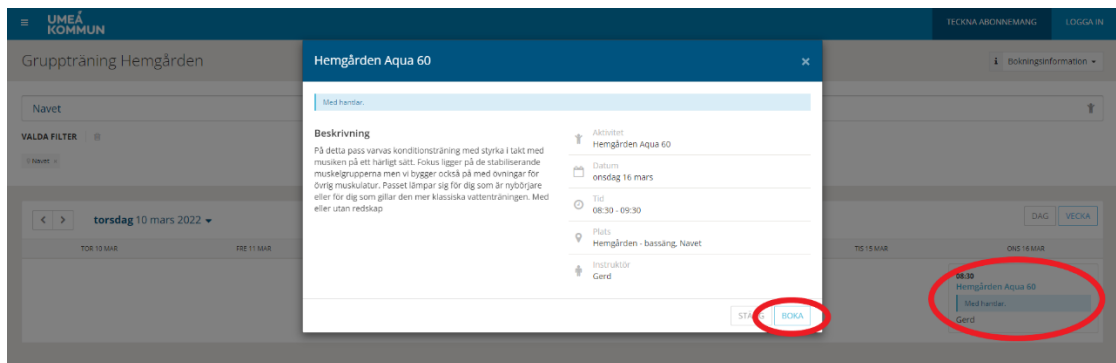 UMEÅ
KOMMUN
TECKNA ABONNEMANG
LOGGA IN
Gruppträning Hemgården
Bokningsinformation
Navet
VALDA FILTER
Navet
torsdag 10 mars 2022
DAG
VECKA
TOR 10 MAR
FRE 11 MAR
TIS 15 MAR
ONS 16 MAR
08:30
Hemgården Aqua 60
Med handar.
Gerd
Hemgården Aqua 60
Med handar.
Beskrivning
På detta pass varvas konditionsträning med styrka i takt med
musiken på ett härligt sätt. Fokus ligger på de stabiliserande
muskelgrupperna men vi bygger också på med övningar för
övrig muskulatur. Passet lämpar sig för dig som är nybörjare
eller för dig som gillar den mer klassiska vattenträningen. Med
eller utan redskap
Aktivitet
Hemgården Aqua 60
Datum
onsdag 16 mars
Tid
08:30 - 09:30
Plats
Hemgården - bassäng, Navet
Instruktör
Gerd
BOKA